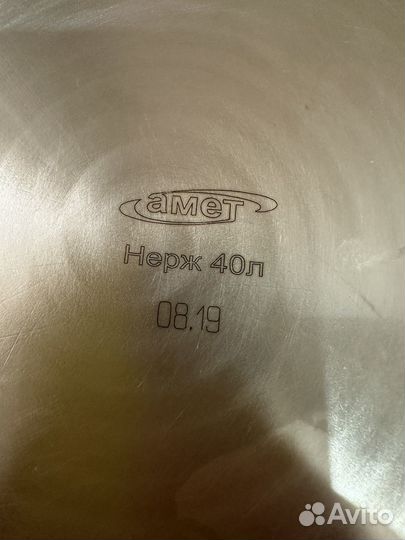 амет
Нерж 40л
08.19
Avito